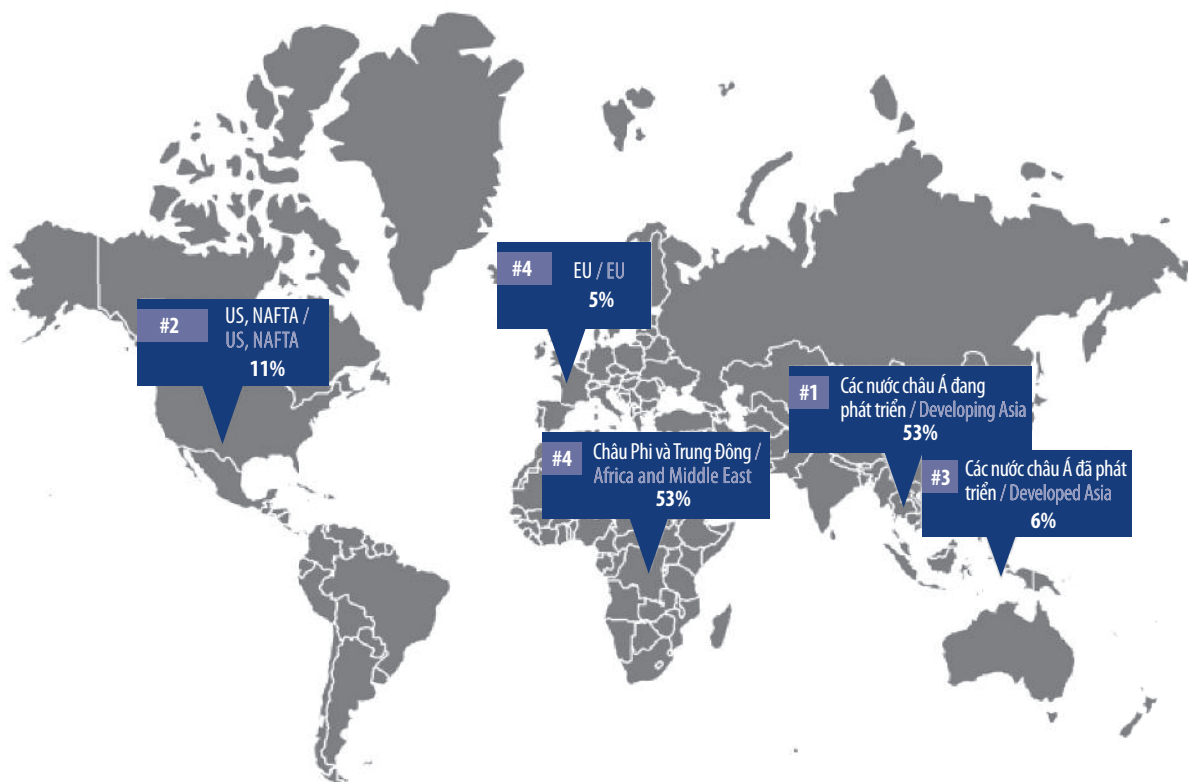 #4
EU / EU
5%
#2
US, NAFTA /
US, NAFTA
11%
#1
Các nước châu Á đang
phát triển / Developing Asia
53%
#4
Châu Phi và Trung Đông /
Africa and Middle East
53%
#3
Các nước châu Á đã phát
triển / Developed Asia
6%